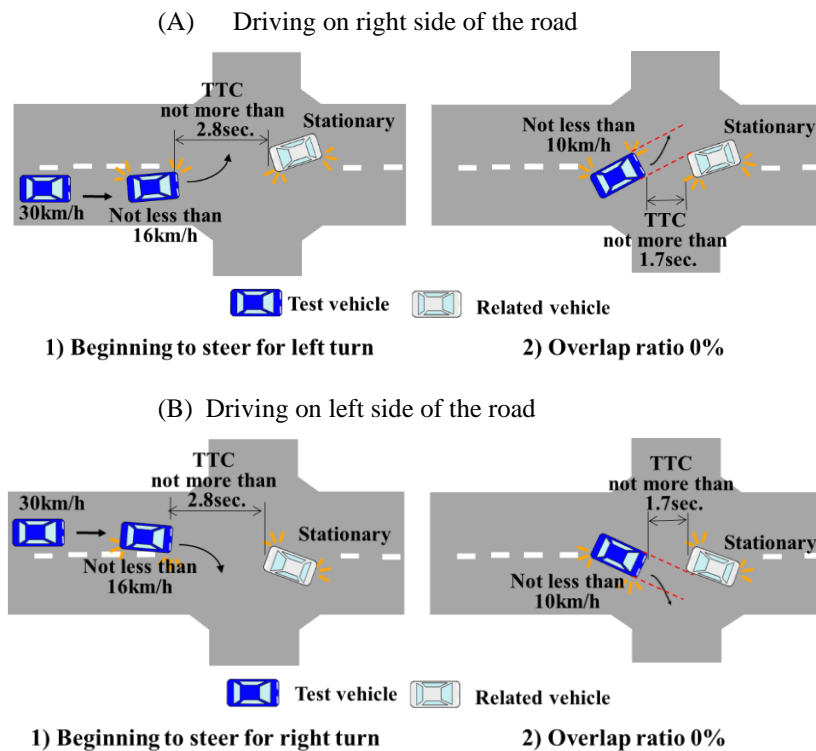 (A) Driving on right side of the road
TTC
not more than
2.8sec.
Stationary
30km/h
Not less than
16km/h
Not less than
10km/h
Stationary
TTC
not more than
1.7sec.
Test vehicle
Related vehicle
1) Beginning to steer for left turn
2) Overlap ratio 0%
(B) Driving on left side of the road
30km/h
TTC
not more than
2.8sec.
Stationary
Not less than
16km/h
TTC
not more than
1.7sec.
Stationary
Not less than
10km/h
Test vehicle
Related vehicle
1) Beginning to steer for right turn
2) Overlap ratio 0%